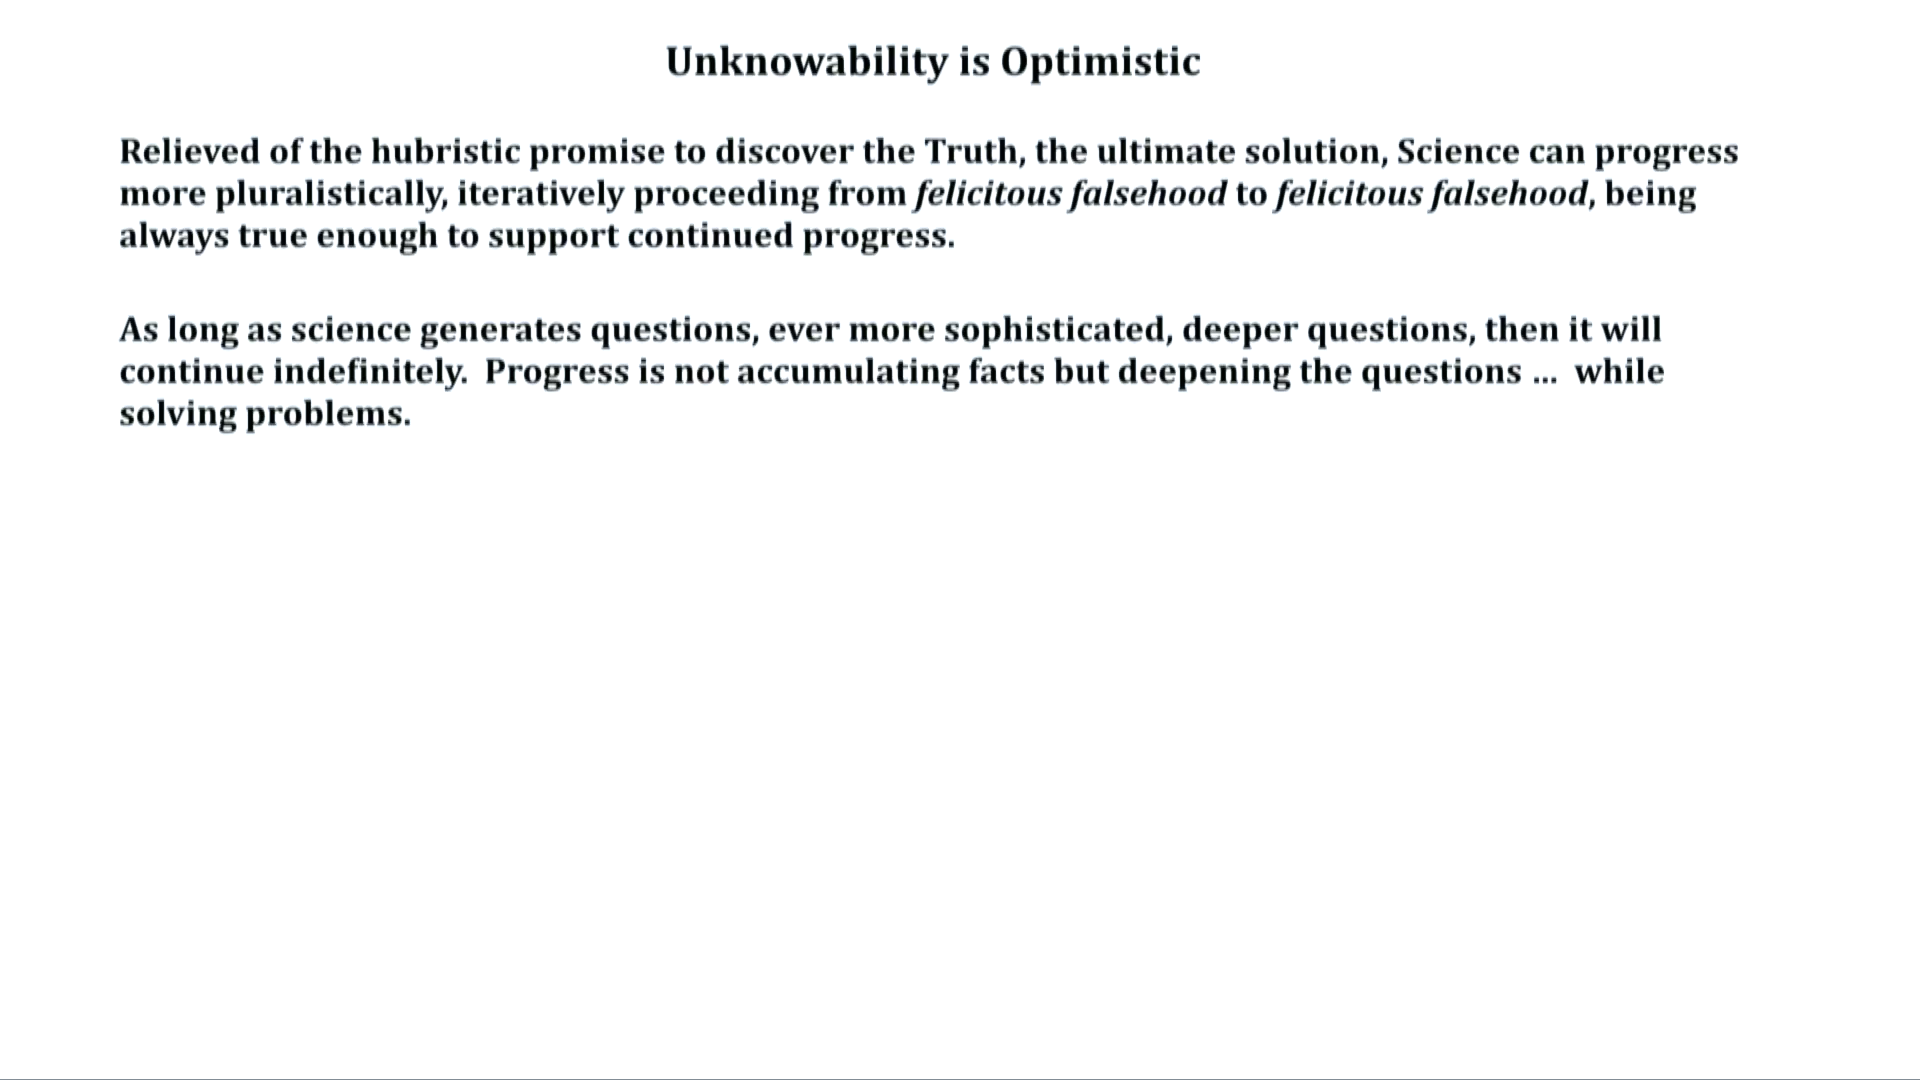 Unknowability is Optimistic
Relieved of the hubristic promise to discover the Truth, the ultimate solution, Science can progress
more pluralistically, iteratively proceeding from felicitous falsehood to felicitous falsehood, being
always true enough to support continued progress.
As long as science generates questions, ever more sophisticated, deeper questions, then it will
continue indefinitely.  Progress is not accumulating facts but deepening the questions ...  while
solving problems.